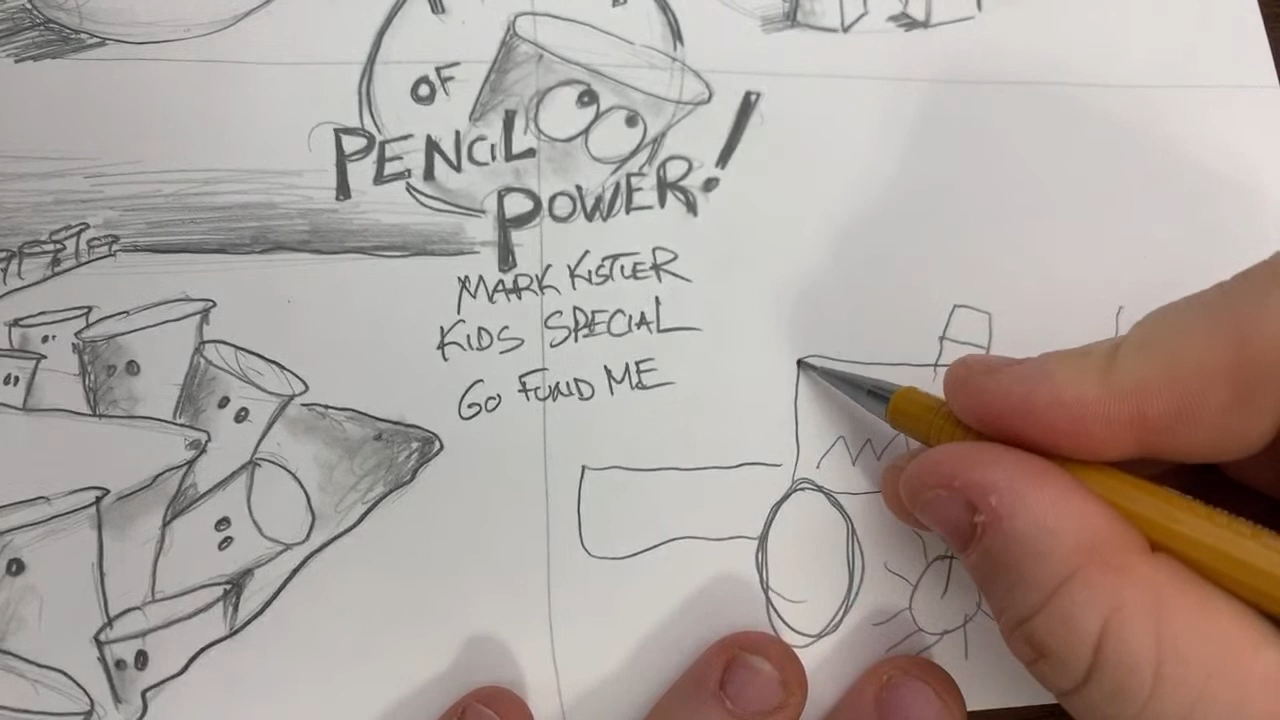 OF
PENCIL
POWER!
MARK KISTLER
KIDS SPECIAL
GO FUND ME